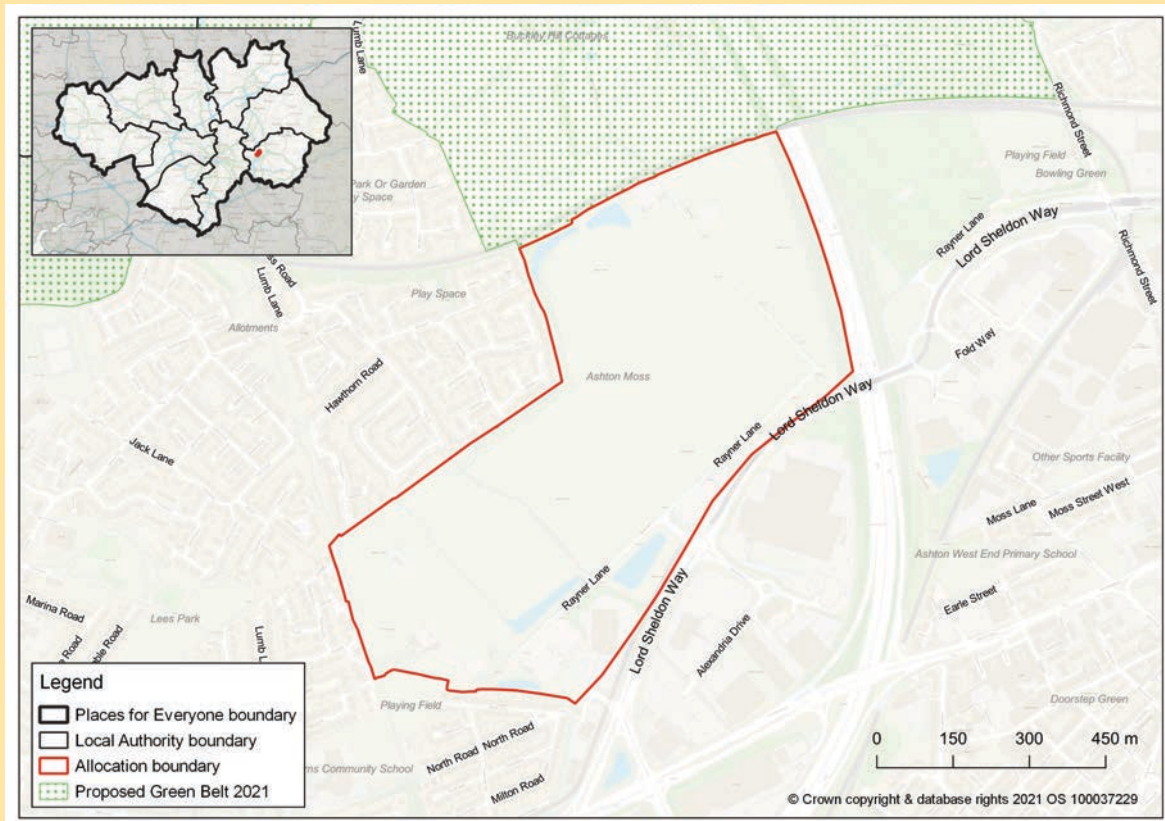 Buckley Hill Cottages
Lumb Lane
Richmond Street
Playing Field
Bowling Green
Park Or Garden
Play Space
Rayner Lane
Lord Sheldon Way
Richmond Street
Lumb Lane
Allotments
Hawthorn Road
Ashton Moss
Fold Way
Lord Sheldon Way
Rayner Lane
Jack Lane
Other Sports Facility
Moss Lane
Moss Street West
Ashton West End Primary School
Rayner Lane
Earle Street
Marina Road
Lees Park
Lord Sheldon Way
Alexandria Drive
Playing Field
Doorstep Green
North Road
North Road
Community School
Milton Road
Legend
Places for Everyone boundary
Local Authority boundary
Allocation boundary
Proposed Green Belt 2021
0 150 300 450 m
© Crown copyright & database rights 2021 OS 100037229